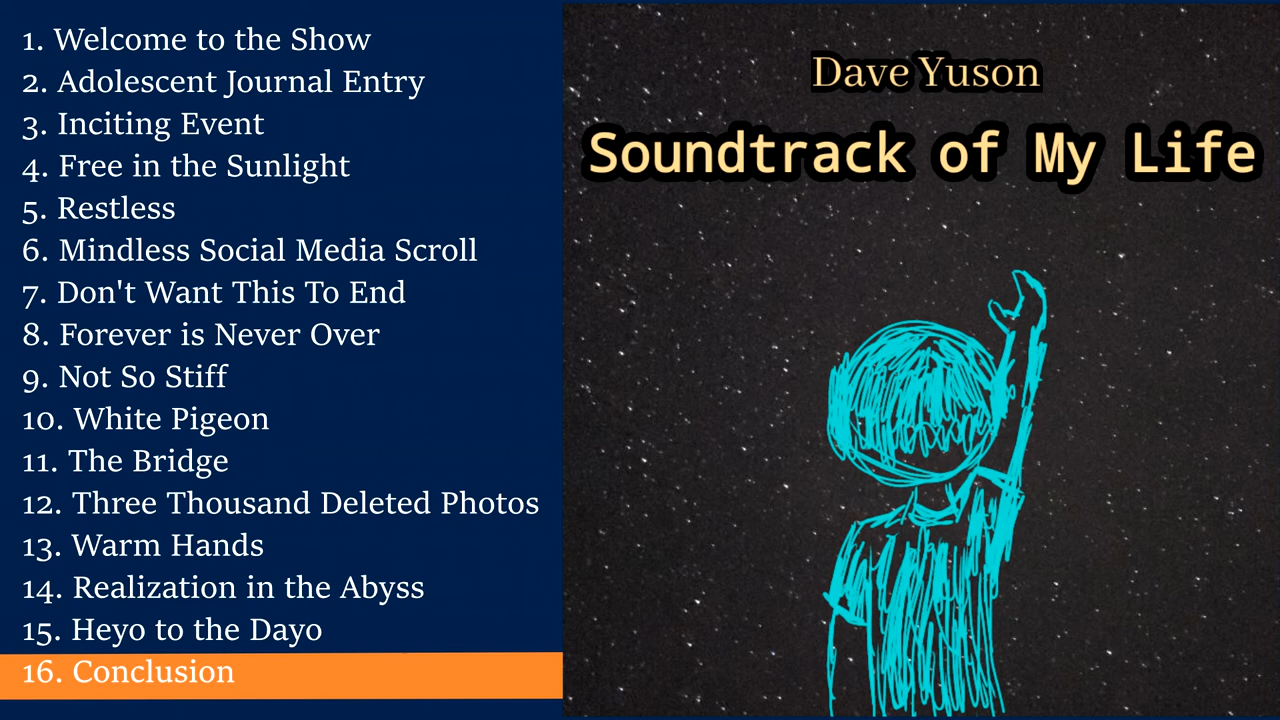 1. Welcome to the Show
2. Adolescent Journal Entry
3. Inciting Event
4. Free in the Sunlight
5. Restless
6. Mindless Social Media Scroll
7. Don't Want This To End
8. Forever is Never Over
9. Not So Stiff
10. White Pigeon
11. The Bridge
12. Three Thousand Deleted Photos
13. Warm Hands
14. Realization in the Abyss
15. Heyo to the Dayo
16. Conclusion
Dave Yuson
Soundtrack of My Life